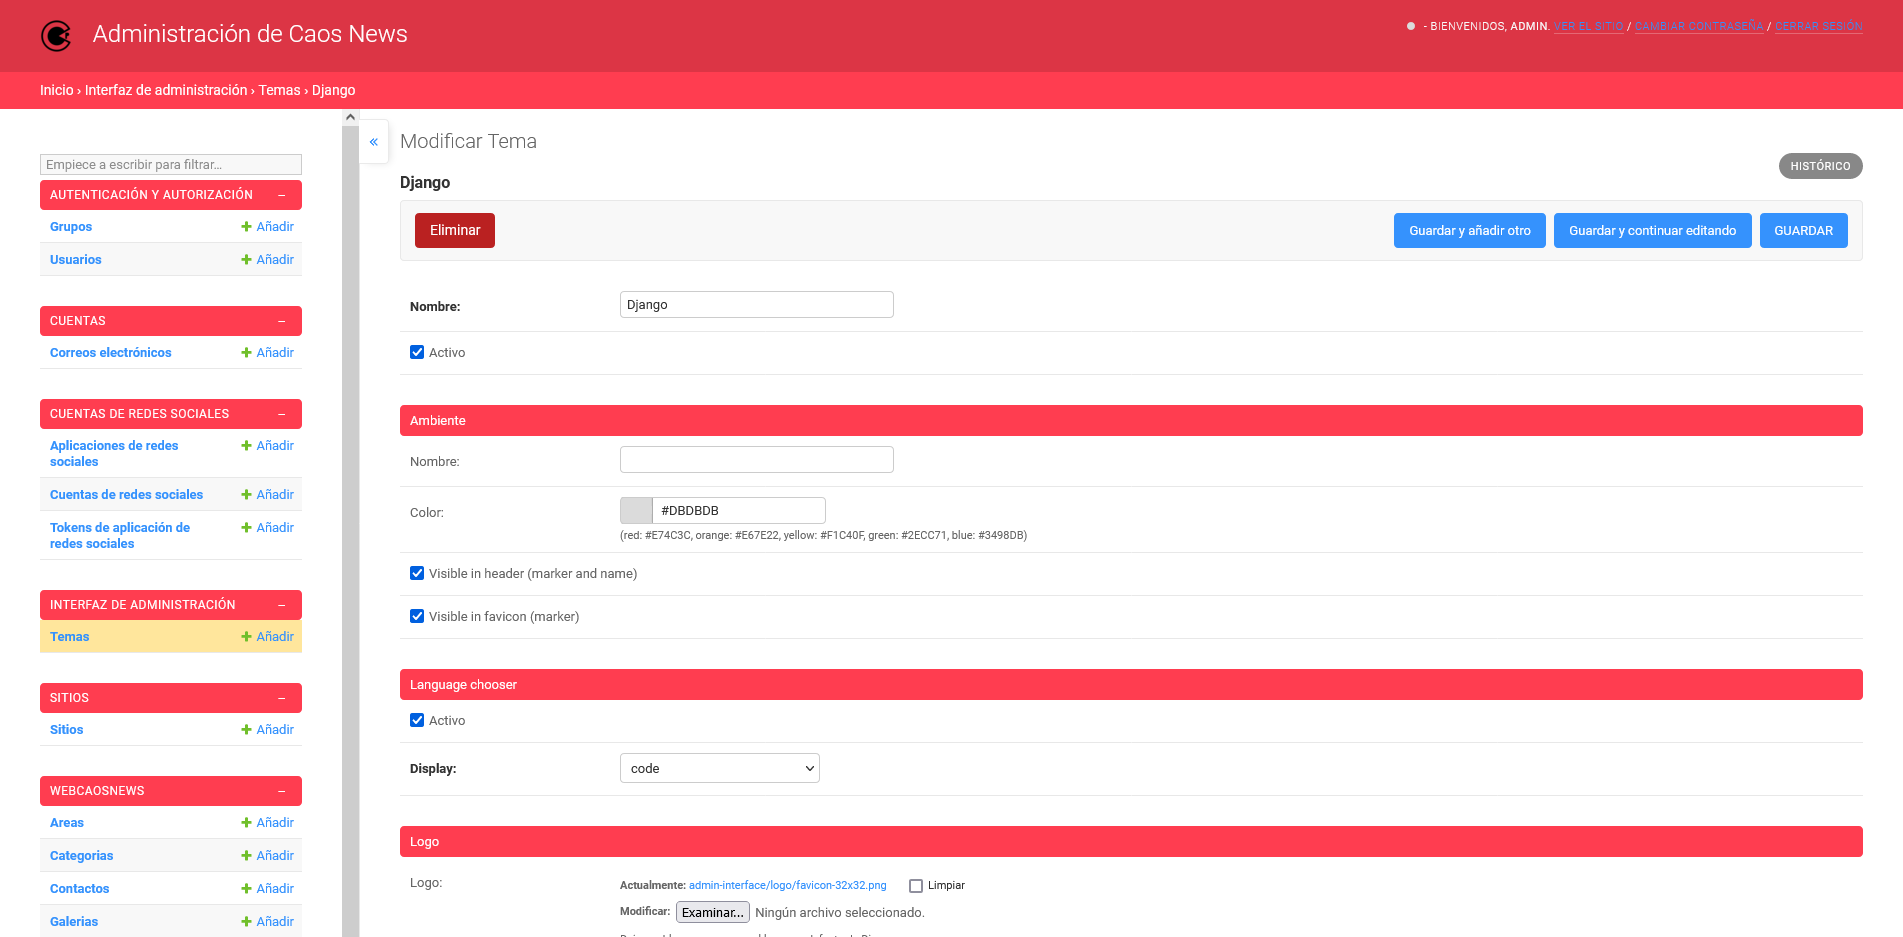 Administración de Caos News
- BIENVENIDOS, ADMIN. VER EL SITIO / CAMBIAR CONTRASEÑA / CERRAR SESIÓN
Inicio › Interfaz de administración › Temas › Django
Empiece a escribir para filtrar...
AUTENTICACIÓN Y AUTORIZACIÓN –
Grupos Añadir
Usuarios Añadir
CUENTAS –
Correos electrónicos Añadir
CUENTAS DE REDES SOCIALES –
Aplicaciones de redes sociales Añadir
Cuentas de redes sociales Añadir
Tokens de aplicación de redes sociales Añadir
INTERFAZ DE ADMINISTRACIÓN –
Temas Añadir
SITIOS –
Sitios Añadir
WEBCAOSNEWS –
Areas Añadir
Categorias Añadir
Contactos Añadir
Galerias Añadir
«
Modificar Tema
HISTÓRICO
Django
Eliminar Guardar y añadir otro Guardar y continuar editando GUARDAR
Nombre: Django
Activo
Ambiente
Nombre:
Color: #DBDBDB
(red: #E74C3C, orange: #E67E22, yellow: #F1C40F, green: #2ECC71, blue: #3498DB)
Visible in header (marker and name)
Visible in favicon (marker)
Language chooser
Activo
Display: code
Logo
Logo: Actualmente: admin-interface/logo/favicon-32x32.png Limpiar
Modificar: Examinar... Ningún archivo seleccionado.